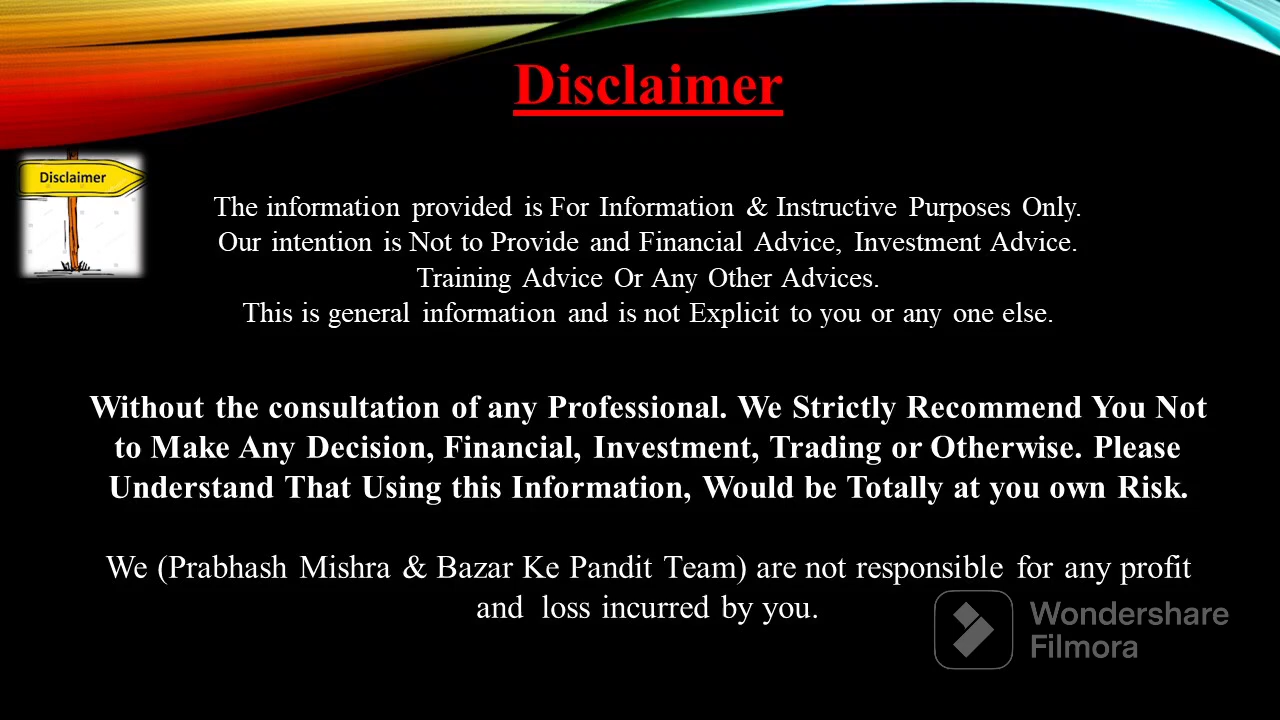 Disclaimer
Disclaimer
The information provided is For Information & Instructive Purposes Only.
Our intention is Not to Provide and Financial Advice, Investment Advice.
Training Advice Or Any Other Advices.
This is general information and is not Explicit to you or any one else.
Without the consultation of any Professional. We Strictly Recommend You Not
to Make Any Decision, Financial, Investment, Trading or Otherwise. Please
Understand That Using this Information, Would be Totally at you own Risk.
We (Prabhash Mishra & Bazar Ke Pandit Team) are not responsible for any profit
and loss incurred by you.
Wondershare
Filmora